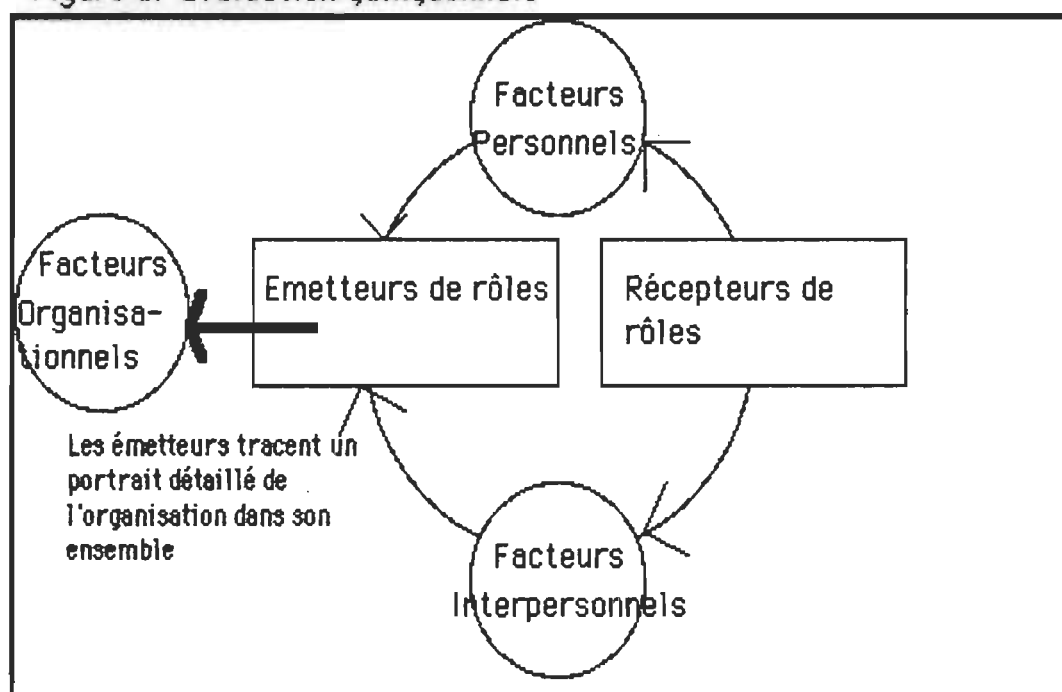 Facteurs
Personnels
Facteurs
Organisa-
tionnels
Emetteurs de rôles
Récepteurs de
rôles
Les émetteurs tracent un
portrait détaillé de
l'organisation dans son
ensemble
Facteurs
Interpersonnels